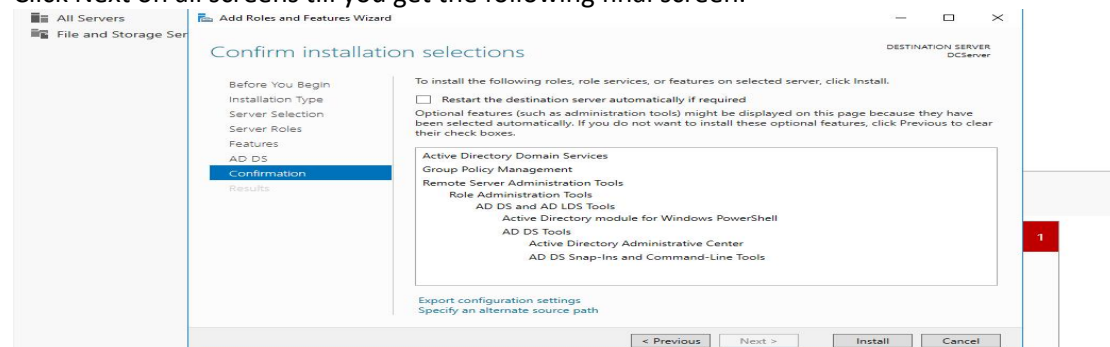 Click Next on all screens till you get the following final screen.
All Servers
File and Storage Ser
Add Roles and Features Wizard
Confirm installation selections
DESTINATION SERVER
DCServer
Before You Begin
Installation Type
Server Selection
Server Roles
Features
AD DS
Confirmation
Results
To install the following roles, role services, or features on selected server, click Install.
Restart the destination server automatically if required
Optional features (such as administration tools) might be displayed on this page because they have
been selected automatically. If you do not want to install these optional features, click Previous to clear
their check boxes.
Active Directory Domain Services
Group Policy Management
Remote Server Administration Tools
Role Administration Tools
AD DS and AD LDS Tools
Active Directory module for Windows PowerShell
AD DS Tools
Active Directory Administrative Center
AD DS Snap-Ins and Command-Line Tools
Export configuration settings
Specify an alternate source path
< Previous
Next >
Install
Cancel
1